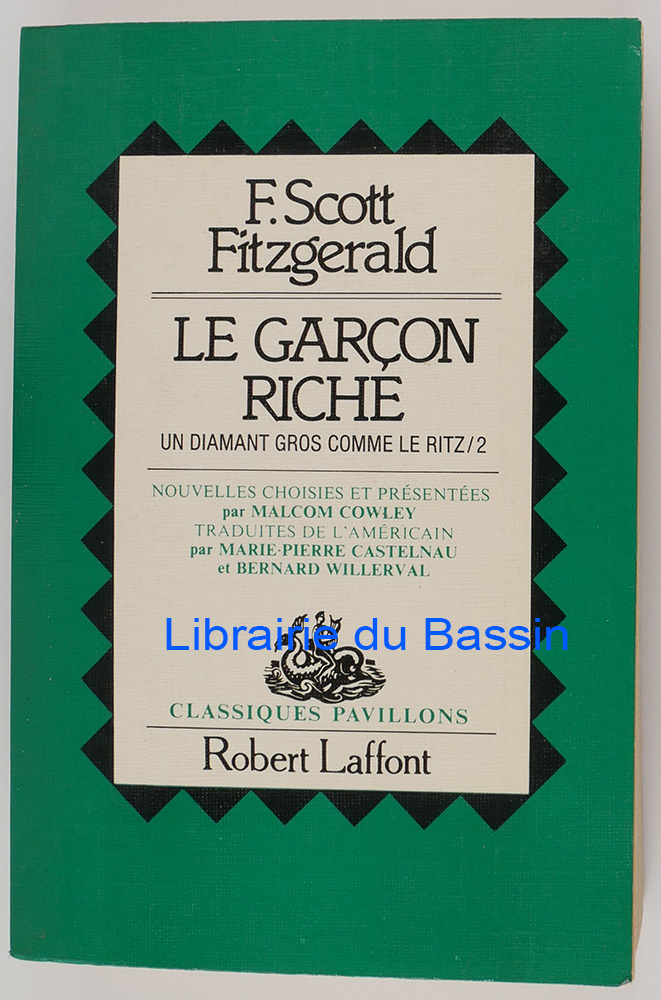 F. Scott
Fitzgerald
LE GARÇON
RICHE
UN DIAMANT GROS COMME LE RITZ/2
NOUVELLES CHOISIES ET PRÉSENTÉES
par MALCOM COWLEY
TRADUITES DE L'AMÉRICAIN
par MARIE-PIERRE CASTELNAU
et BERNARD WILLERVAL
Librairie du Bassin
CLASSIQUES PAVILLONS
Robert Laffont